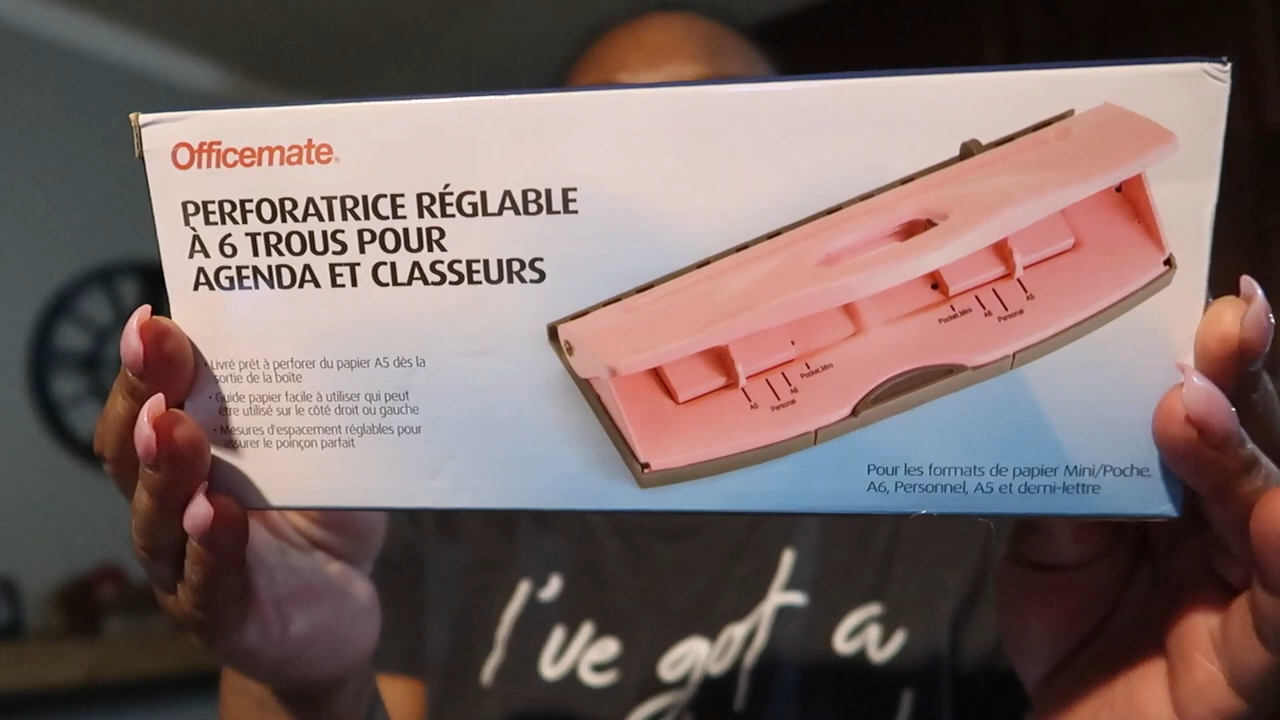 Officemate®
PERFORATRICE RÉGLABLE
À 6 TROUS POUR
AGENDA ET CLASSEURS
• Livré prêt à perforer du papier A5 dès la
sortie de la boîte
• Guide papier facile à utiliser qui peut
être utilisé sur le côté droit ou gauche
• Mesures d'espacement réglables pour
assurer le poinçon parfait
A5
Personal
A6
Pocket,Mini
Pocket,Mini
A6
Personal
A5
Pour les formats de papier Mini/Poche,
A6, Personnel, A5 et demi-lettre
I've got a